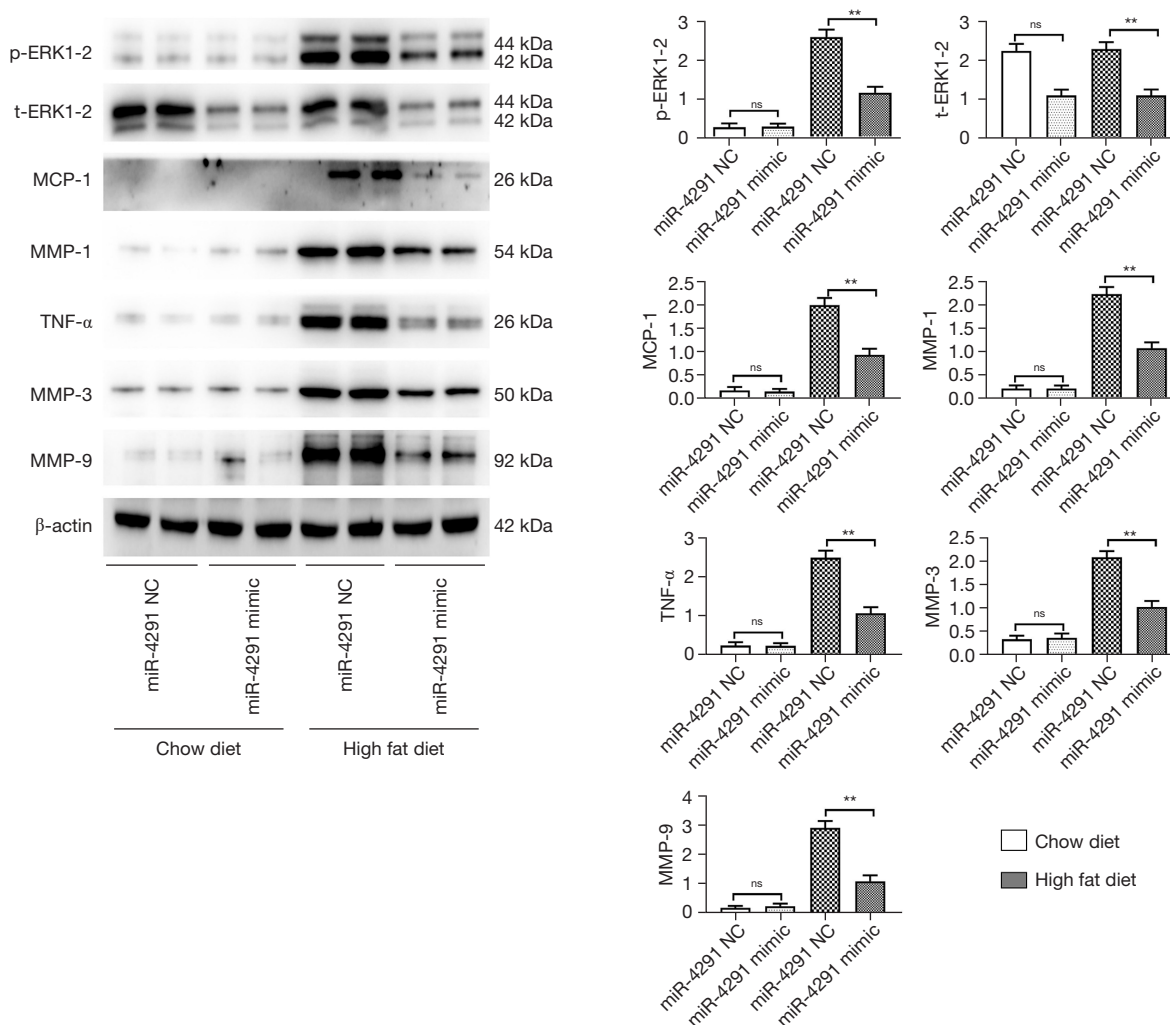 p-ERK1-2
44 kDa
42 kDa
t-ERK1-2
44 kDa
42 kDa
MCP-1
26 kDa
MMP-1
54 kDa
TNF-α
26 kDa
MMP-3
50 kDa
MMP-9
92 kDa
β-actin
42 kDa
miR-4291 NC
miR-4291 mimic
miR-4291 NC
miR-4291 mimic
Chow diet
High fat diet
p-ERK1-2
3
2
1
0
ns
**
miR-4291 NC
miR-4291 mimic
miR-4291 NC
miR-4291 mimic
t-ERK1-2
3
2
1
0
ns
**
miR-4291 NC
miR-4291 mimic
miR-4291 NC
miR-4291 mimic
MCP-1
2.5
2.0
1.5
1.0
0.5
0.0
ns
**
miR-4291 NC
miR-4291 mimic
miR-4291 NC
miR-4291 mimic
MMP-1
2.5
2.0
1.5
1.0
0.5
0.0
ns
**
miR-4291 NC
miR-4291 mimic
miR-4291 NC
miR-4291 mimic
TNF-α
3
2
1
0
ns
**
miR-4291 NC
miR-4291 mimic
miR-4291 NC
miR-4291 mimic
MMP-3
2.5
2.0
1.5
1.0
0.5
0.0
ns
**
miR-4291 NC
miR-4291 mimic
miR-4291 NC
miR-4291 mimic
MMP-9
4
3
2
1
0
ns
**
miR-4291 NC
miR-4291 mimic
miR-4291 NC
miR-4291 mimic
Chow diet
High fat diet